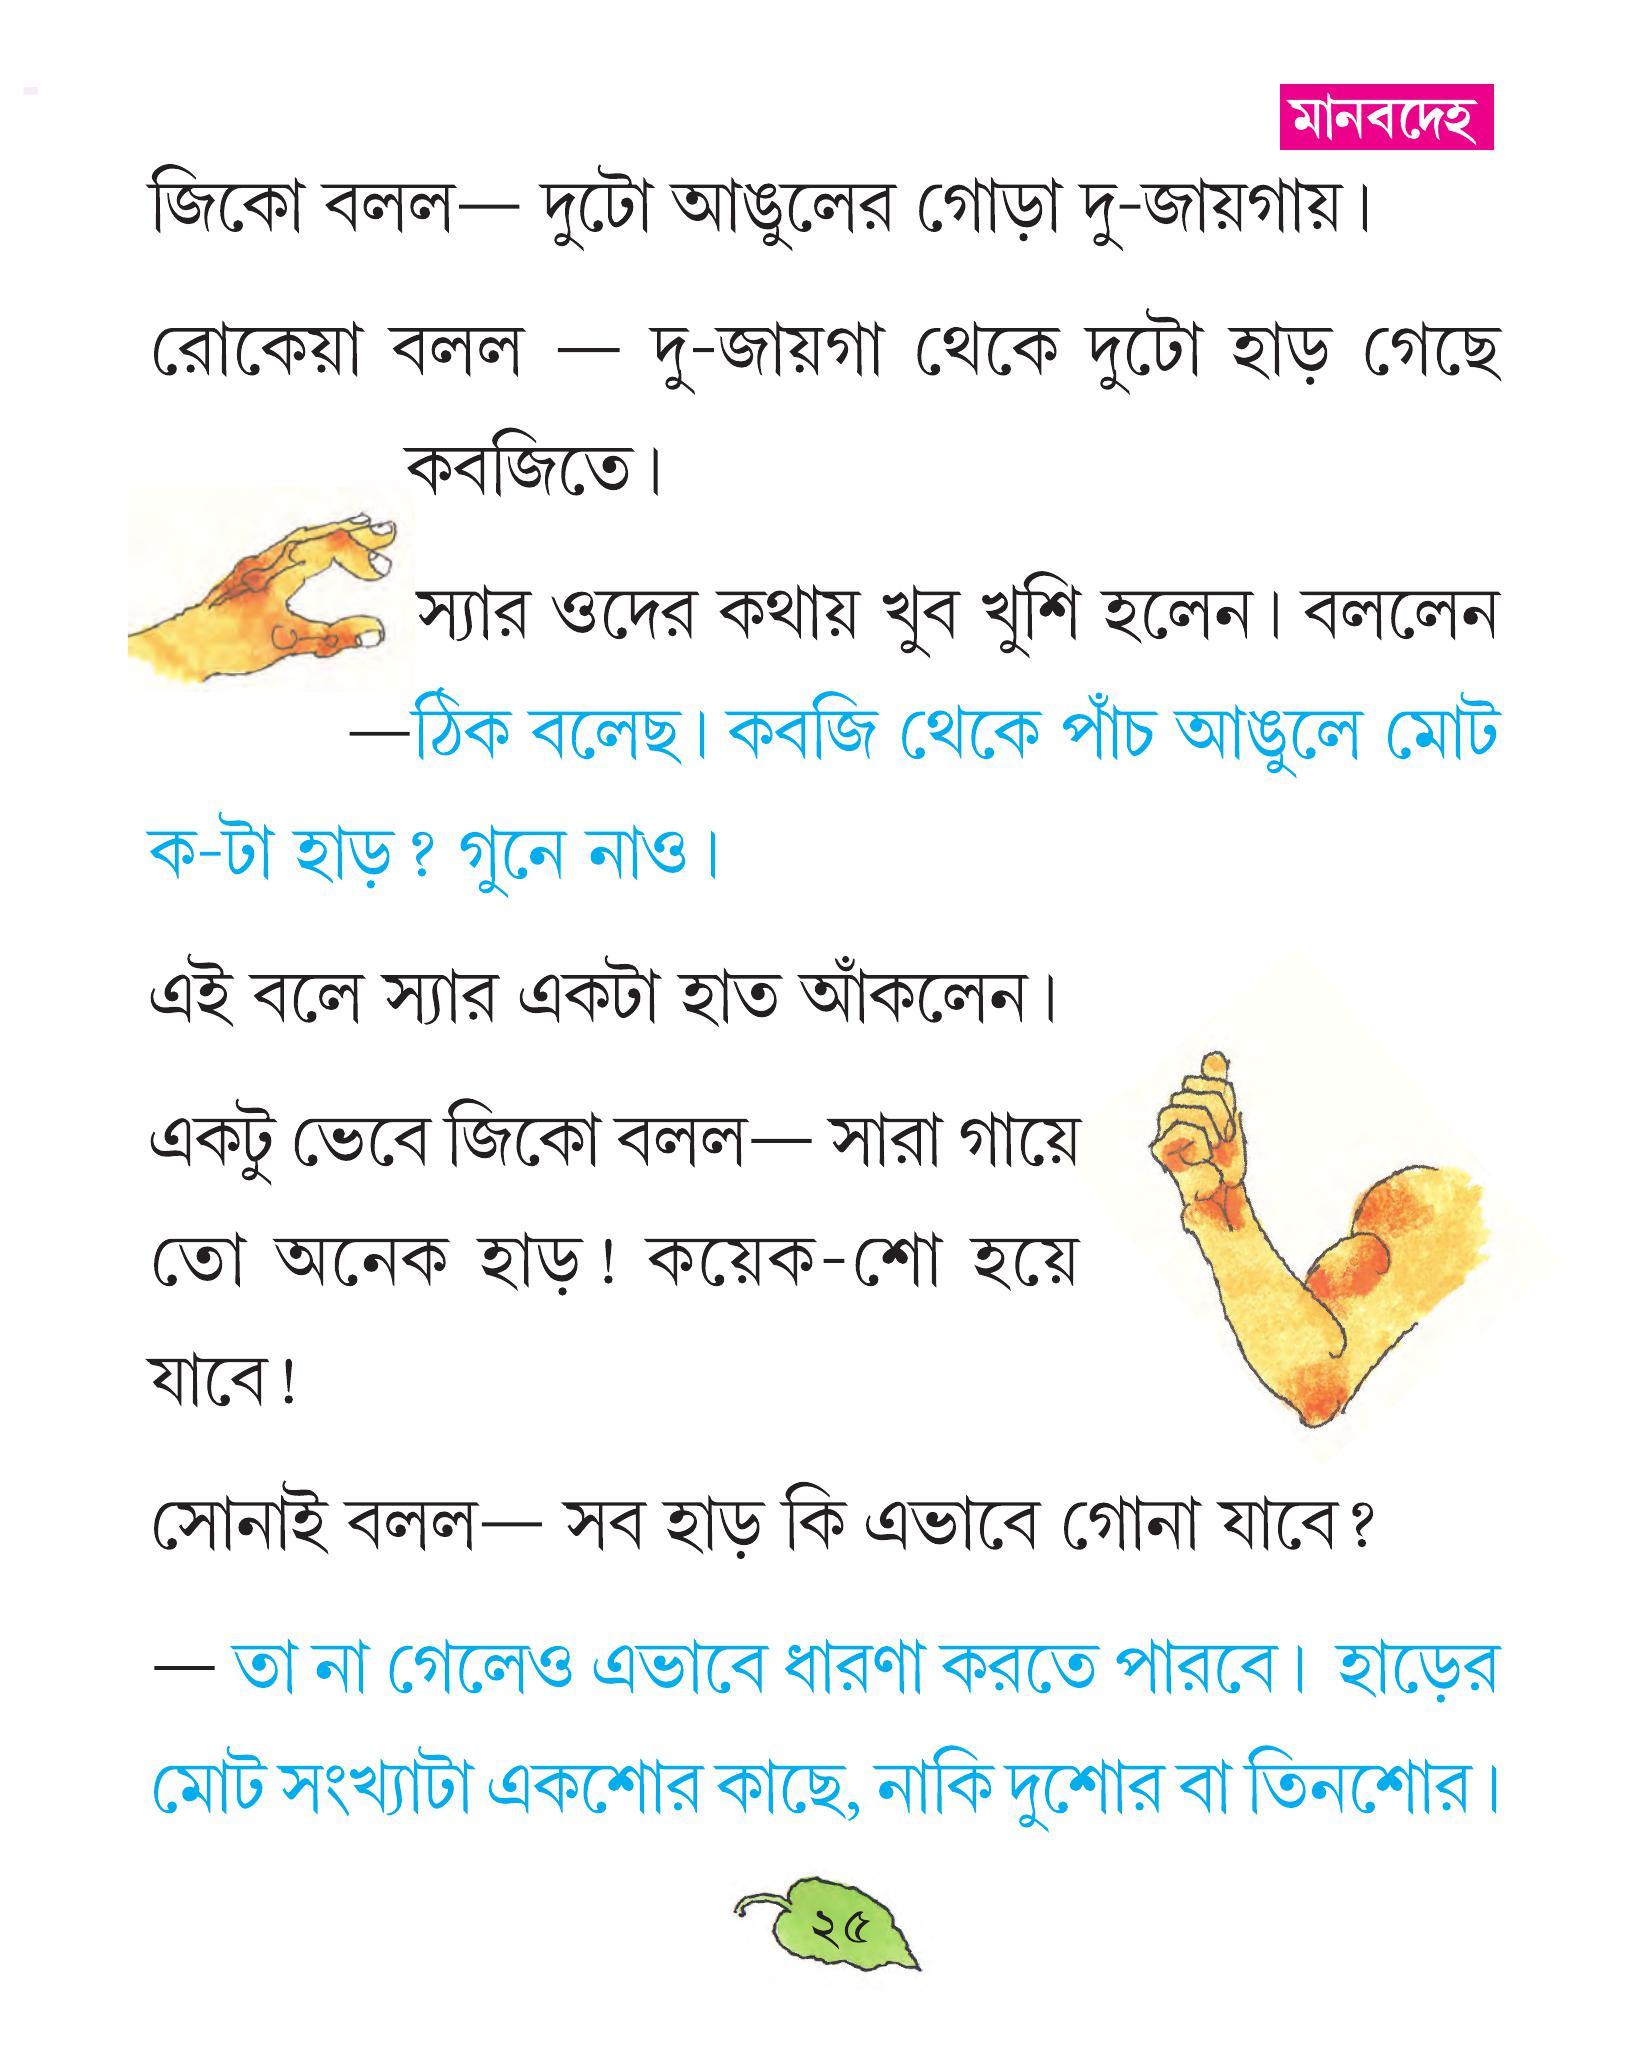 মানবদেহ
জিকো বলল— দুটো আঙুলের গোড়া দু-জায়গায়।
রোকেয়া বলল — দু-জায়গা থেকে দুটো হাড় গেছে
কবজিতে।
স্যার ওদের কথায় খুব খুশি হলেন। বললেন
—ঠিক বলেছ। কবজি থেকে পাঁচ আঙুলে মোট
ক-টা হাড়? গুনে নাও।
এই বলে স্যার একটা হাত আঁকলেন।
একটু ভেবে জিকো বলল— সারা গায়ে
তো অনেক হাড়! কয়েক-শো হয়ে
যাবে!
সোনাই বলল— সব হাড় কি এভাবে গোনা যাবে?
— তা না গেলেও এভাবে ধারণা করতে পারবে। হাড়ের
মোট সংখ্যাটা একশোর কাছে, নাকি দুশোর বা তিনশোর।
২৫